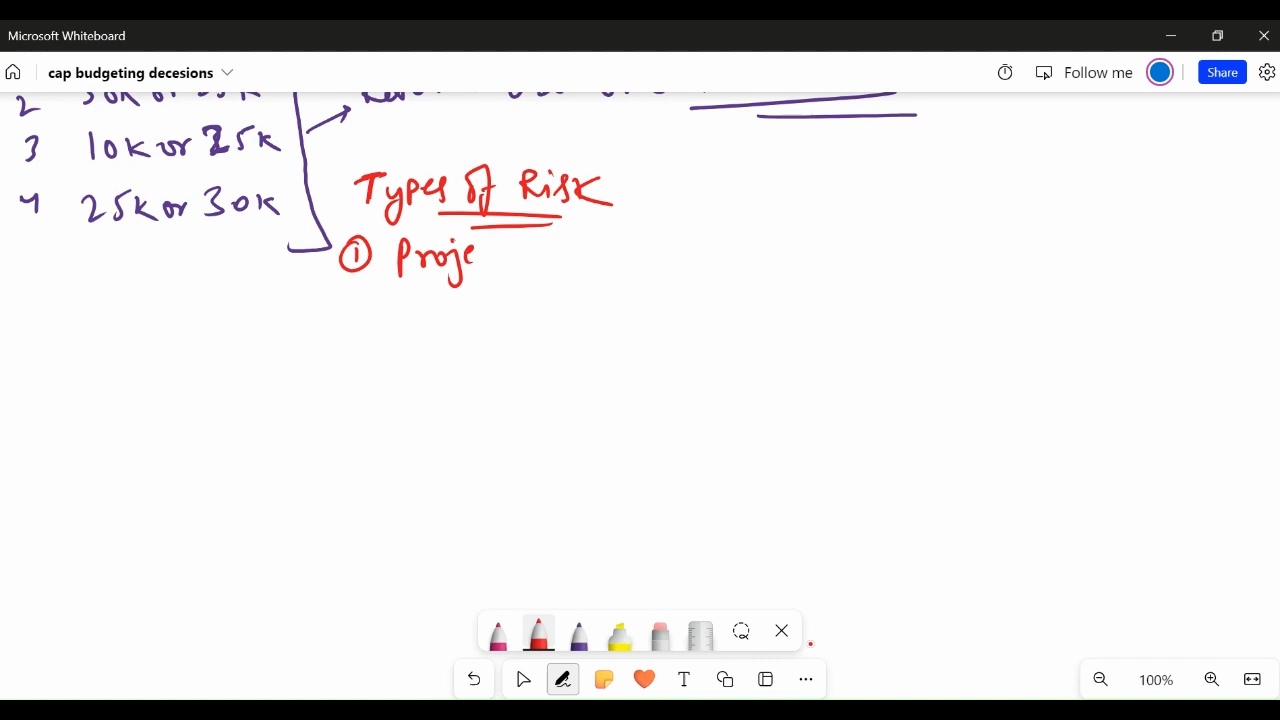 Microsoft Whiteboard
cap budgeting decesions
Follow me
Share
2
3 10K or 25K
4 25K or 30K
Types of Risk
① Proje
100%